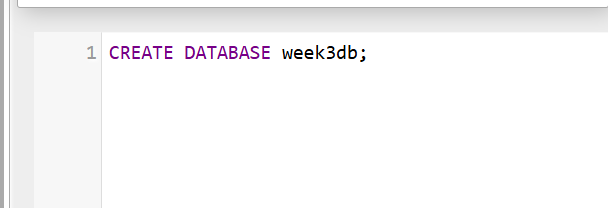 1 CREATE DATABASE week3db;